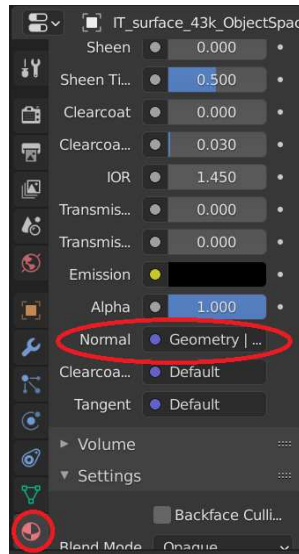 IT_surface_43k_ObjectSpac
Sheen 0.000
Sheen Ti... 0.500
Clearcoat 0.000
Clearcoa... 0.030
IOR 1.450
Transmis... 0.000
Transmis... 0.000
Emission
Alpha 1.000
Normal Geometry | ...
Clearcoa... Default
Tangent Default
Volume
Settings
Backface Culli...
Blend Mode Opaque